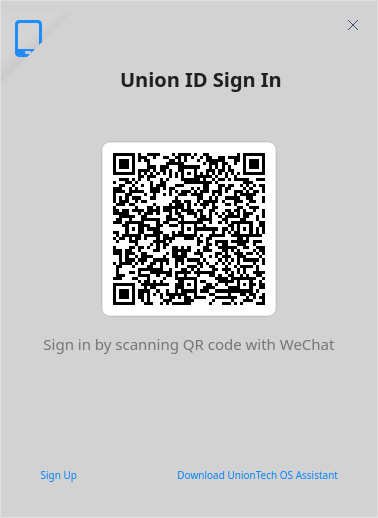 Union ID Sign In
Sign in by scanning QR code with WeChat
Sign Up
Download UnionTech OS Assistant